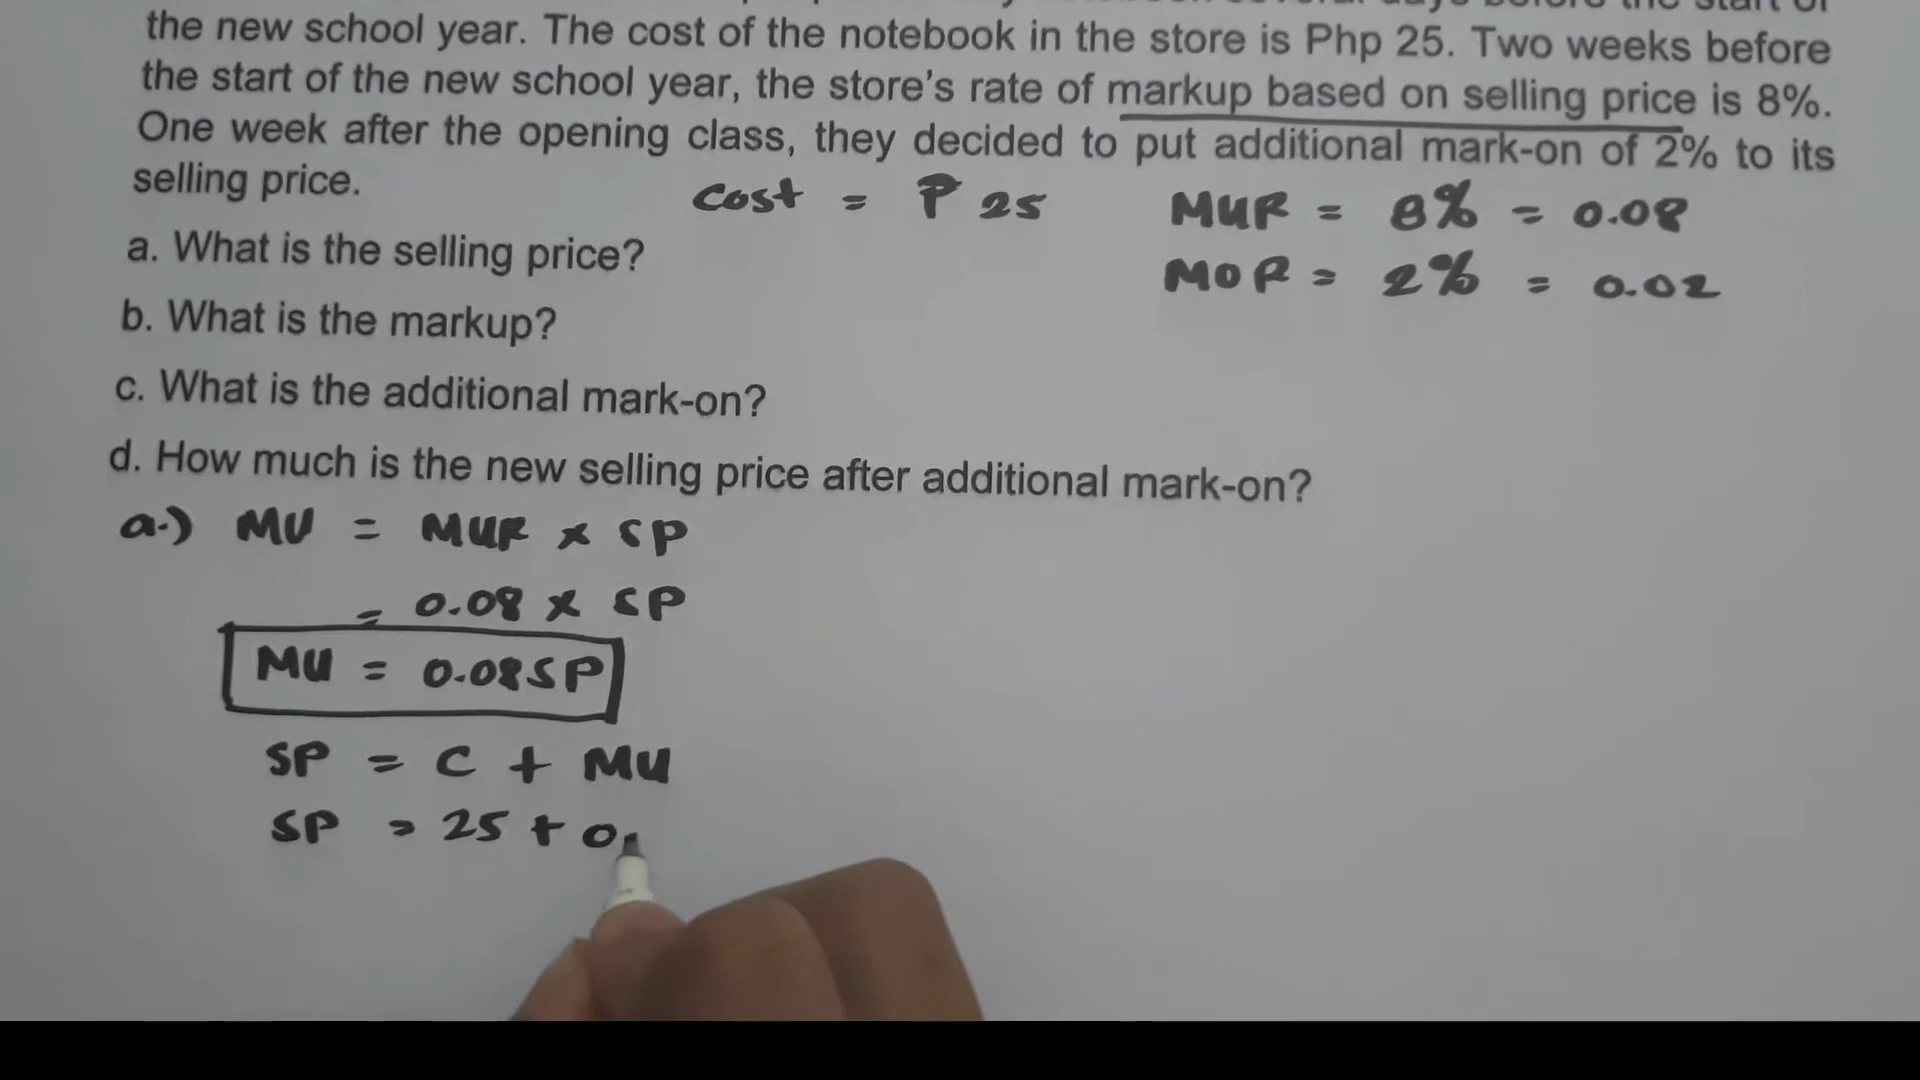 the new school year. The cost of the notebook in the store is Php 25. Two weeks before
the start of the new school year, the store's rate of markup based on selling price is 8%.
One week after the opening class, they decided to put additional mark-on of 2% to its
selling price.
Cost = ₱ 25
MUR = 8% = 0.08
MOR = 2% = 0.02
a. What is the selling price?
b. What is the markup?
c. What is the additional mark-on?
d. How much is the new selling price after additional mark-on?
a.) MU = MUR x SP
= 0.08 x SP
MU = 0.08SP
SP = C + MU
SP = 25 + 0.